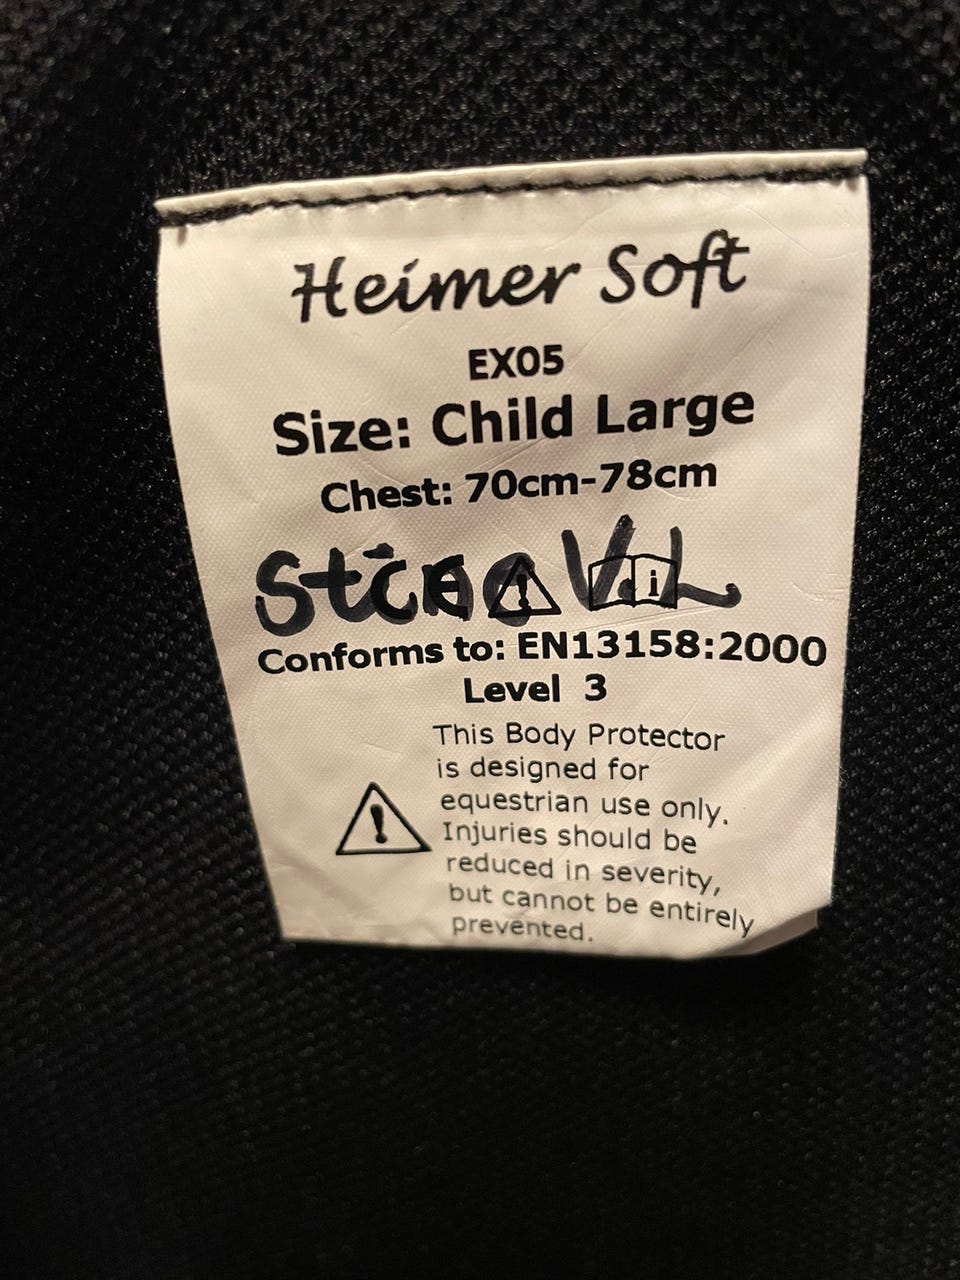 Heimer Soft
EX05
Size: Child Large
Chest: 70cm-78cm
CE
Conforms to: EN13158:2000
Level 3
This Body Protector
is designed for
equestrian use only.
Injuries should be
reduced in severity,
but cannot be entirely
prevented.